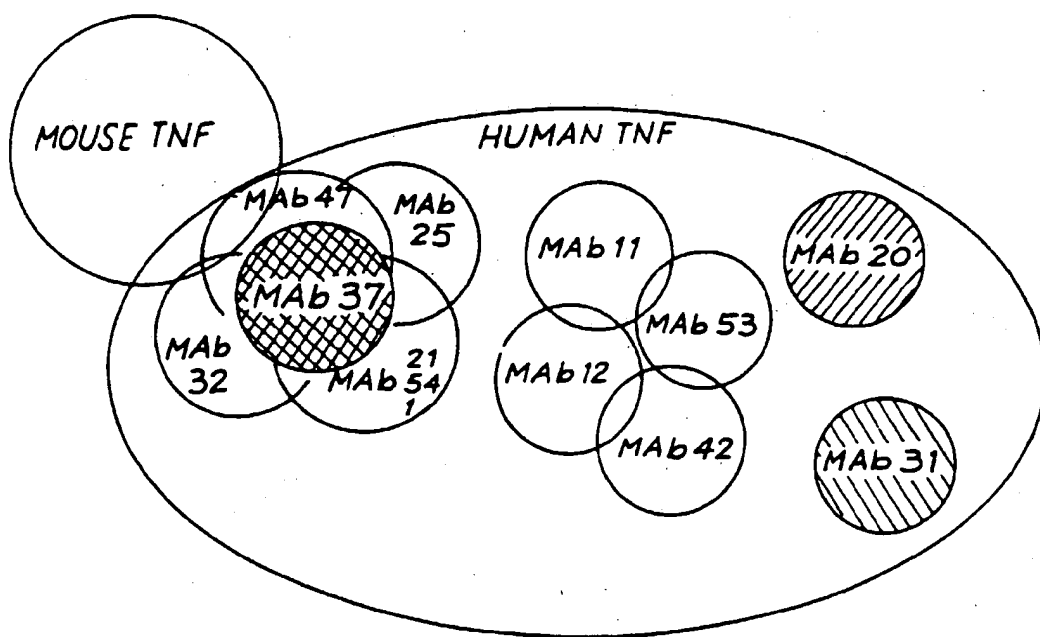 MOUSE TNF
HUMAN TNF
MAb 47
MAb
25
MAb 11
MAb 20
MAb 37
MAb 53
MAb
32
MAb 21
54
1
MAb 12
MAb 42
MAb 31